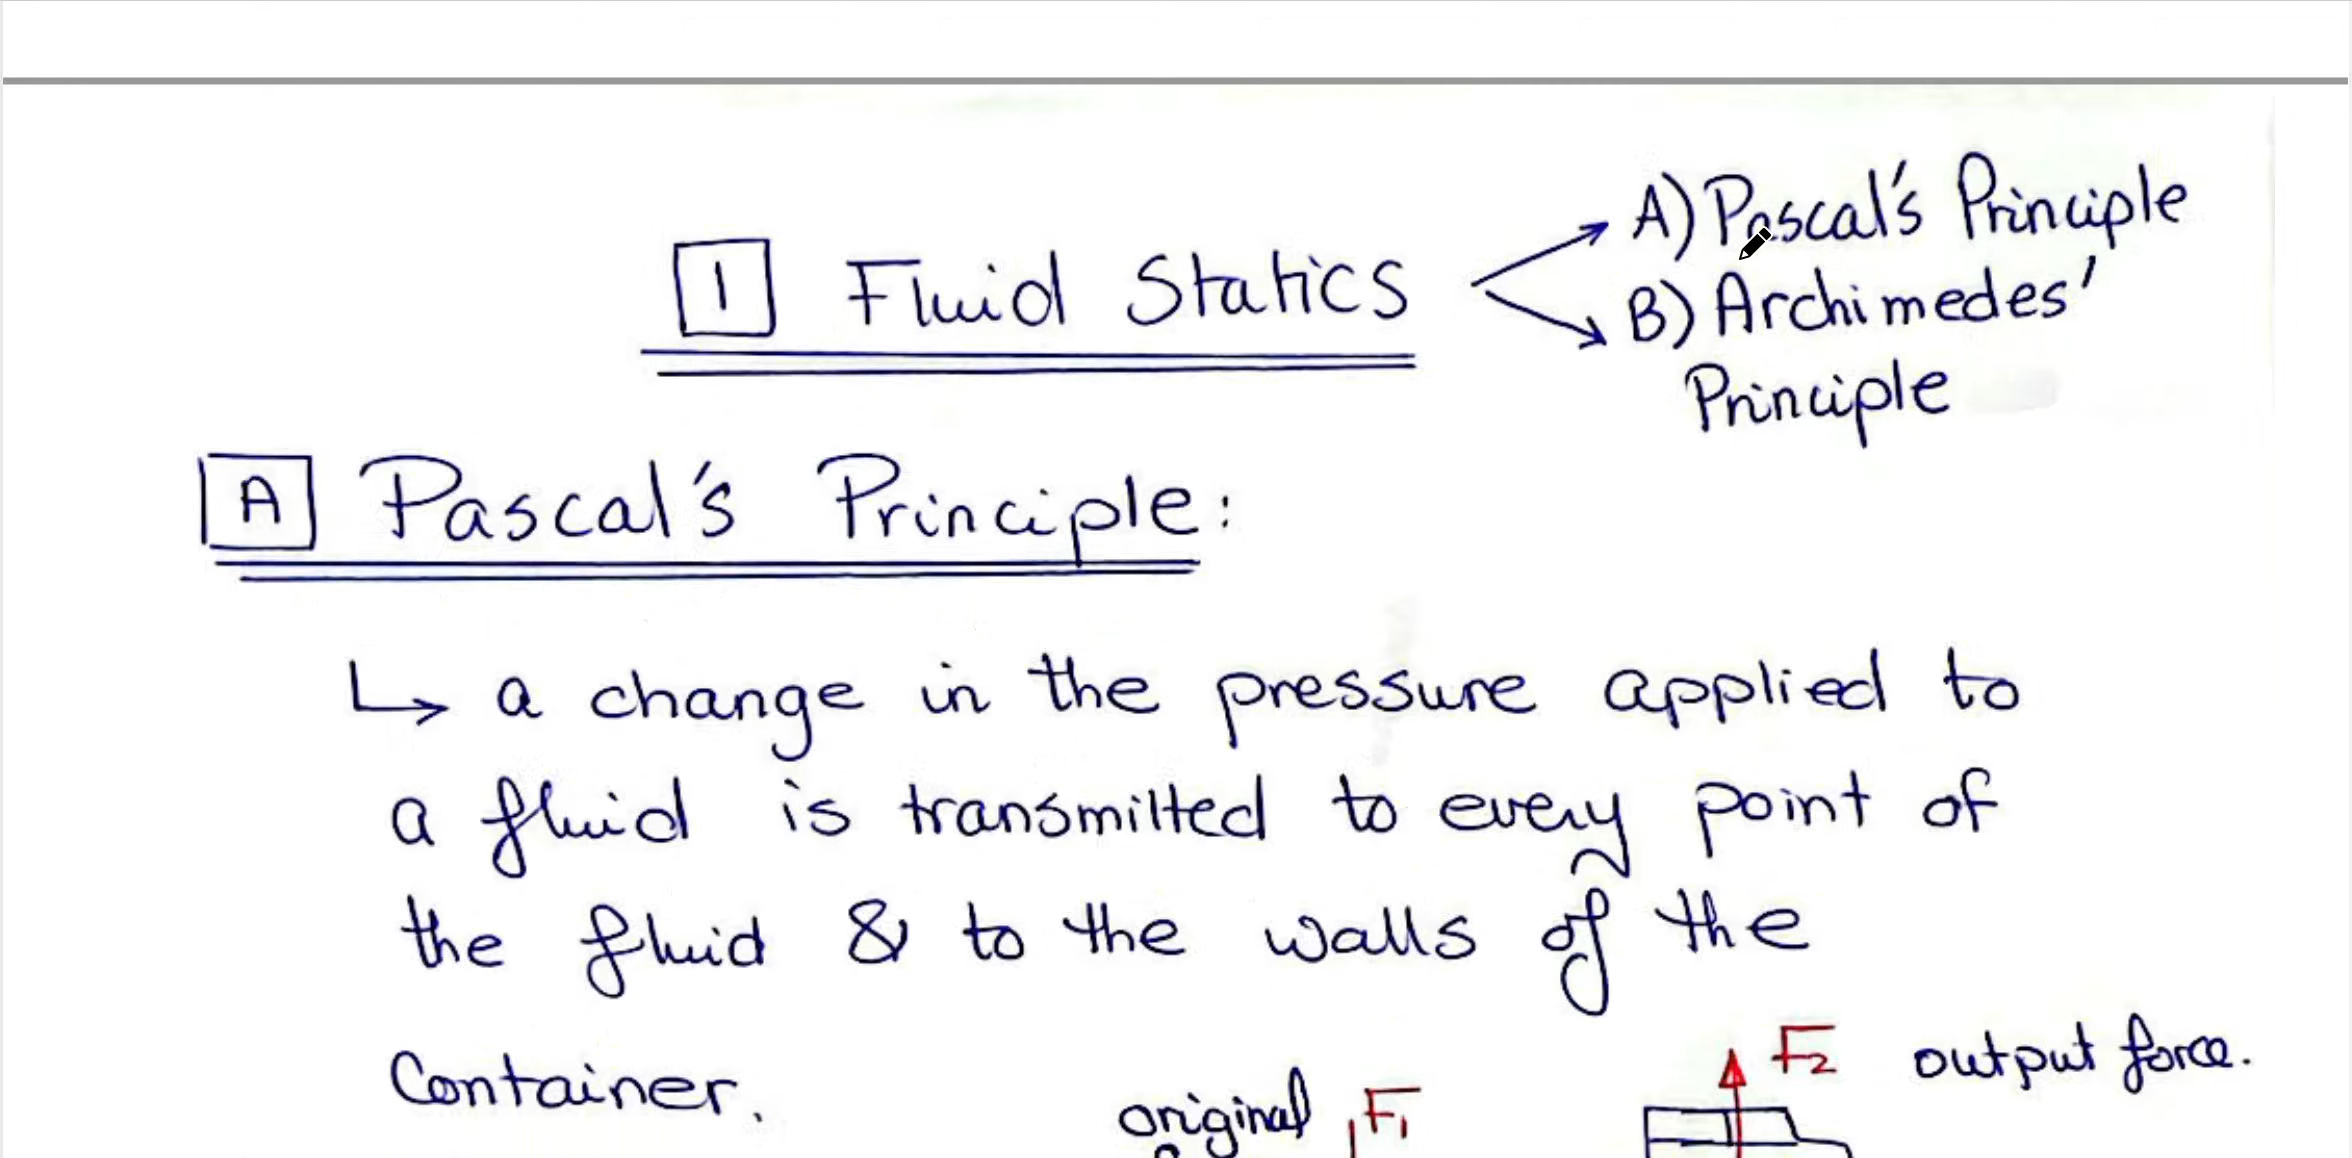 1 Fluid Statics
A) Pascal's Principle
B) Archimedes'
Principle
A Pascal's Principle:
↳ a change in the pressure applied to
a fluid is transmitted to every point of
the fluid & to the walls of the
Container.
F2 output force.
original F1